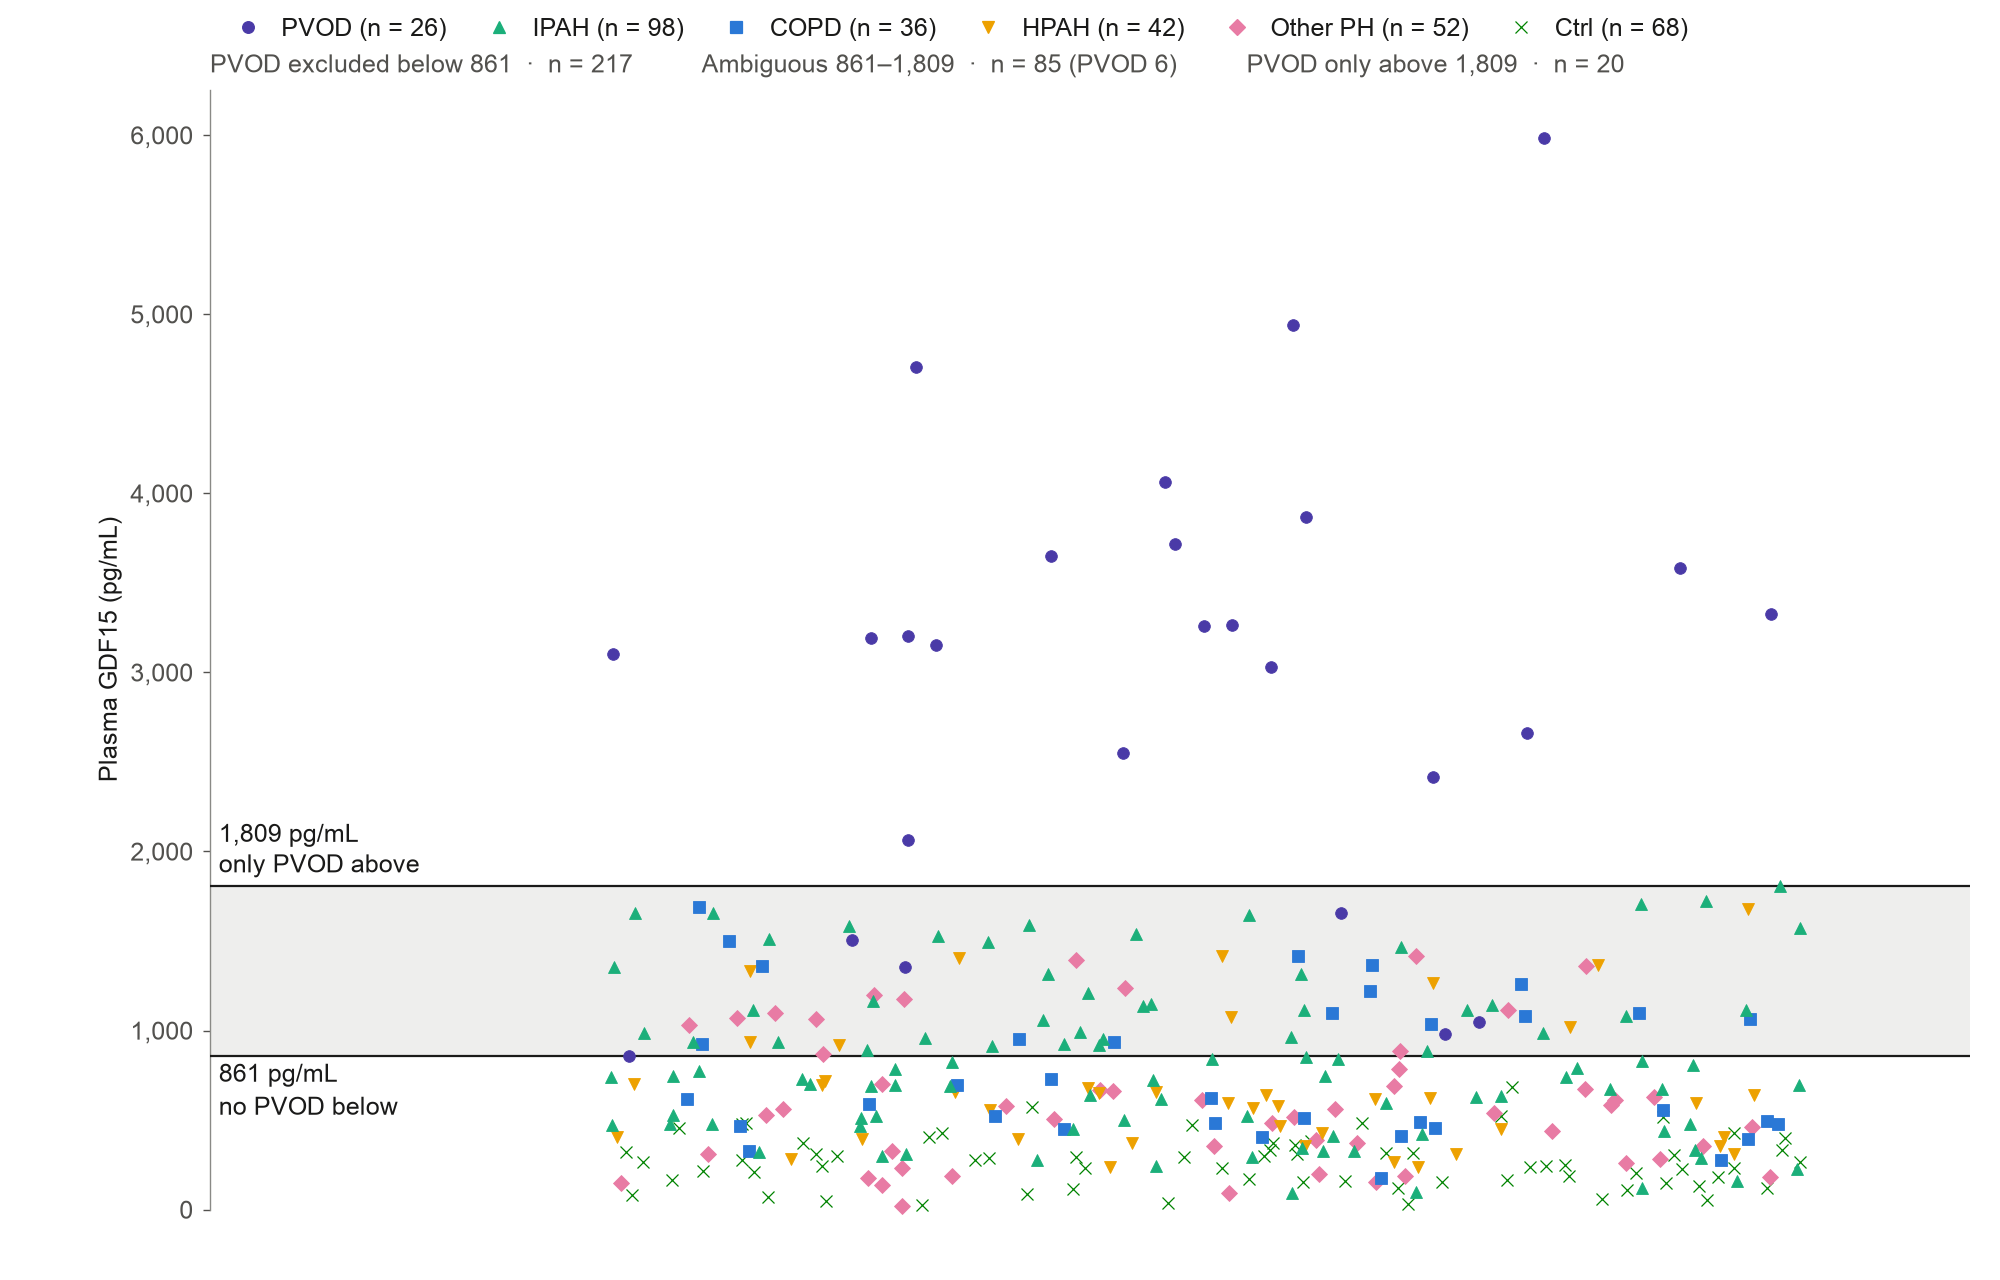 PVOD (n = 26) IPAH (n = 98) COPD (n = 36) HPAH (n = 42) Other PH (n = 52) Ctrl (n = 68)
PVOD excluded below 861 · n = 217 Ambiguous 861–1,809 · n = 85 (PVOD 6) PVOD only above 1,809 · n = 20
6,000
5,000
4,000
3,000
2,000
1,000
0
Plasma GDF15 (pg/mL)
1,809 pg/mL
only PVOD above
861 pg/mL
no PVOD below